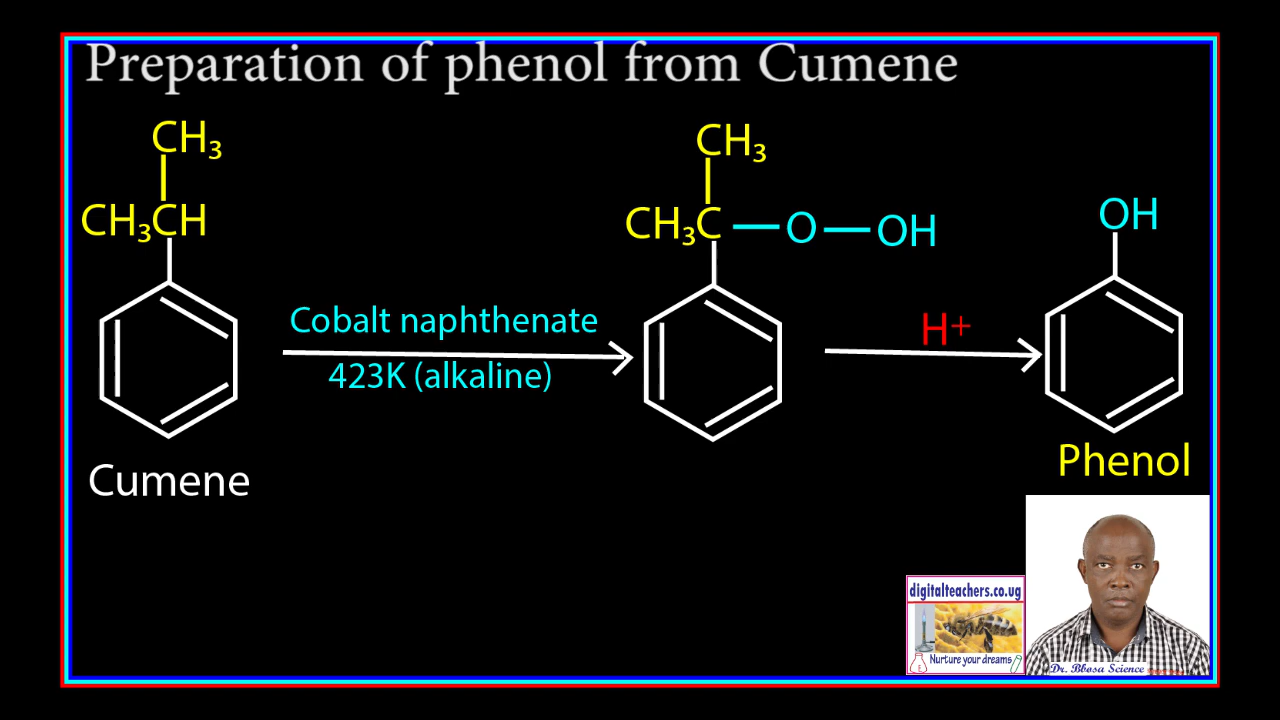 Preparation of phenol from Cumene
CH₃
CH₃CH
Cumene
Cobalt naphthenate
423K (alkaline)
CH₃
CH₃C — O — OH
H⁺
OH
Phenol
digitalteachers.co.ug
Nurture your dreams
Dr. Bbosa Science